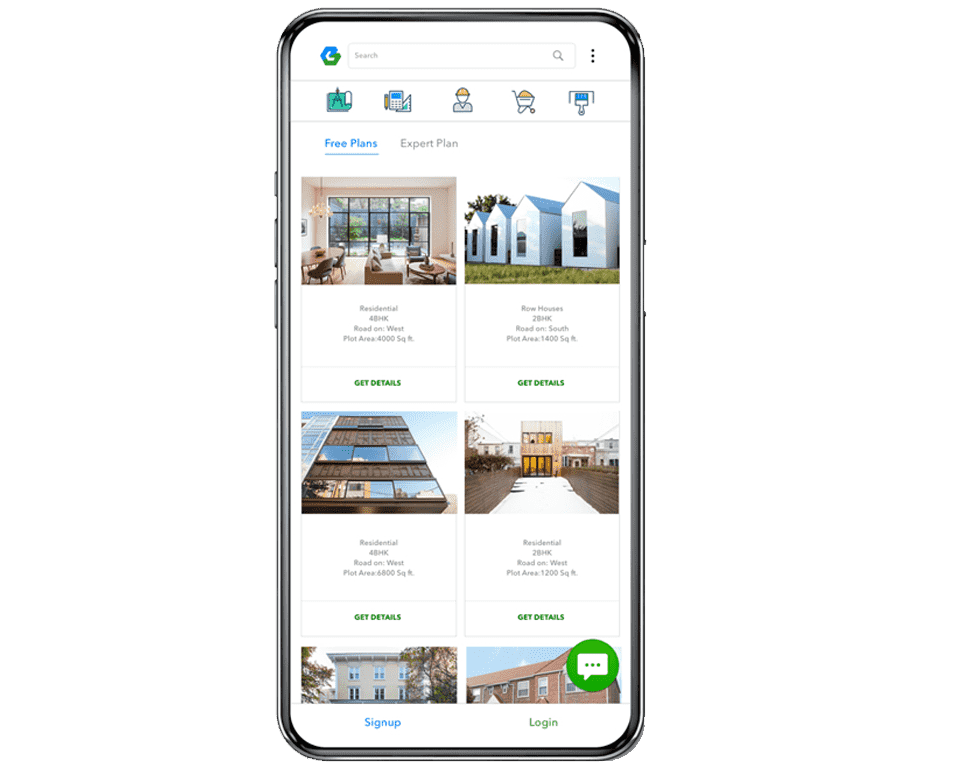 Search
Free Plans
Expert Plan
Residential
4BHK
Road on: West
Plot Area:4000 Sq ft.
GET DETAILS
Row Houses
2BHK
Road on: South
Plot Area:1400 Sq ft.
GET DETAILS
Residential
4BHK
Road on: West
Plot Area:6800 Sq ft.
GET DETAILS
Residential
2BHK
Road on: West
Plot Area:1200 Sq ft.
GET DETAILS
Signup
Login